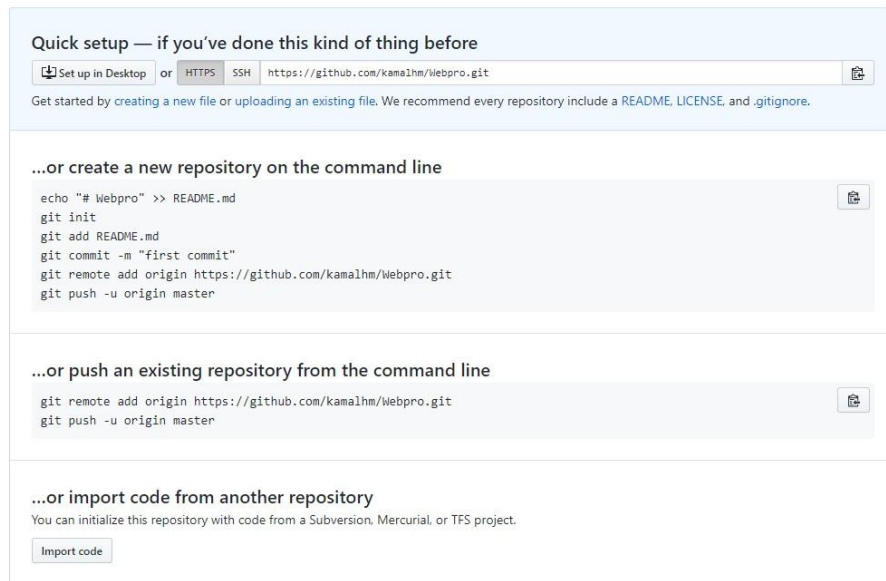 Quick setup — if you’ve done this kind of thing before
Set up in Desktop or HTTPS SSH https://github.com/kamalhm/Webpro.git
Get started by creating a new file or uploading an existing file. We recommend every repository include a README, LICENSE, and .gitignore.
…or create a new repository on the command line
echo "# Webpro" >> README.md
git init
git add README.md
git commit -m "first commit"
git remote add origin https://github.com/kamalhm/Webpro.git
git push -u origin master
…or push an existing repository from the command line
git remote add origin https://github.com/kamalhm/Webpro.git
git push -u origin master
…or import code from another repository
You can initialize this repository with code from a Subversion, Mercurial, or TFS project.
Import code